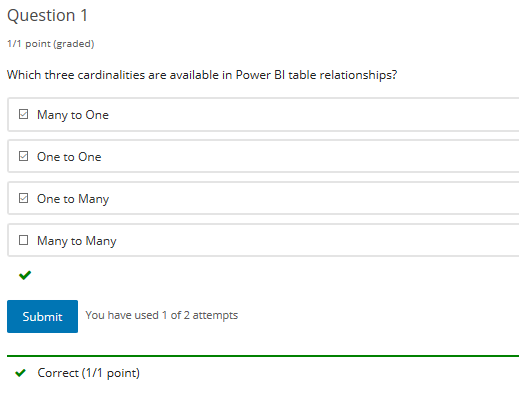 Question 1
1/1 point (graded)
Which three cardinalities are available in Power BI table relationships?
Many to One
One to One
One to Many
Many to Many
Submit You have used 1 of 2 attempts
Correct (1/1 point)